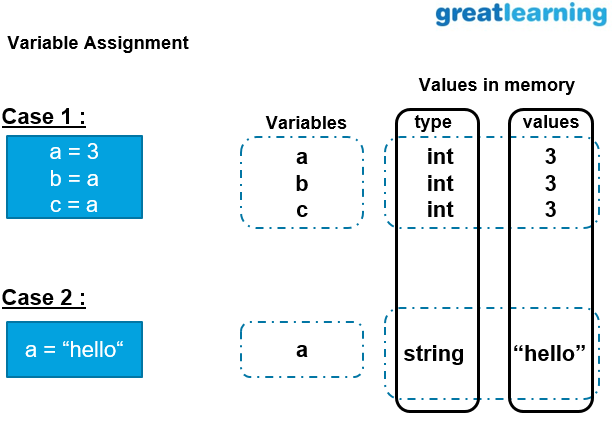 greatlearning
Variable Assignment
Values in memory
Case 1 :
Variables
type
values
a = 3
b = a
c = a
a
int
3
b
int
3
c
int
3
Case 2 :
a = “hello“
a
string
“hello”